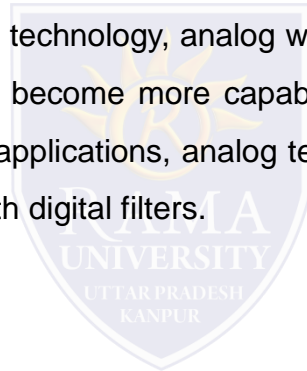 technology, analog w
become more capab
applications, analog te
th digital filters.
RAMA
UNIVERSITY
UTTAR PRADESH
KANPUR